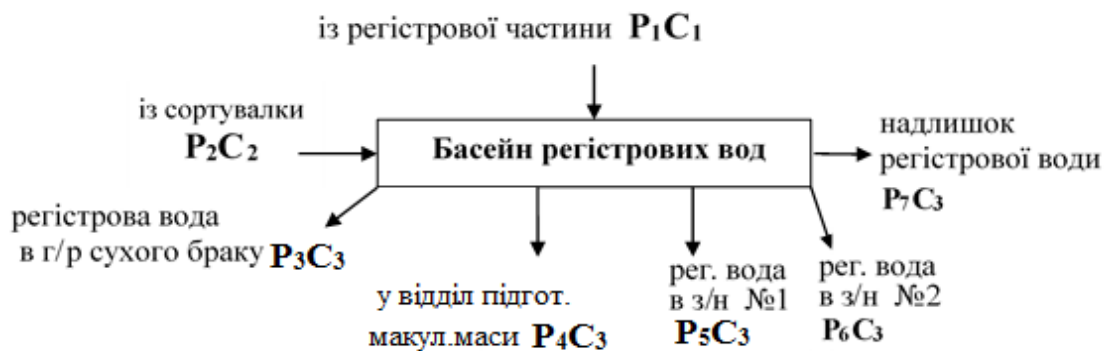 із регістрової частини P₁C₁
із сортувалки
P₂C₂
Басейн регістрових вод
надлишок
регістрової води
P₇C₃
регістрова вода
в г/р сухого браку P₃C₃
у відділ підгот.
макул.маси P₄C₃
рег. вода
в з/н №1
P₅C₃
рег. вода
в з/н №2
P₆C₃